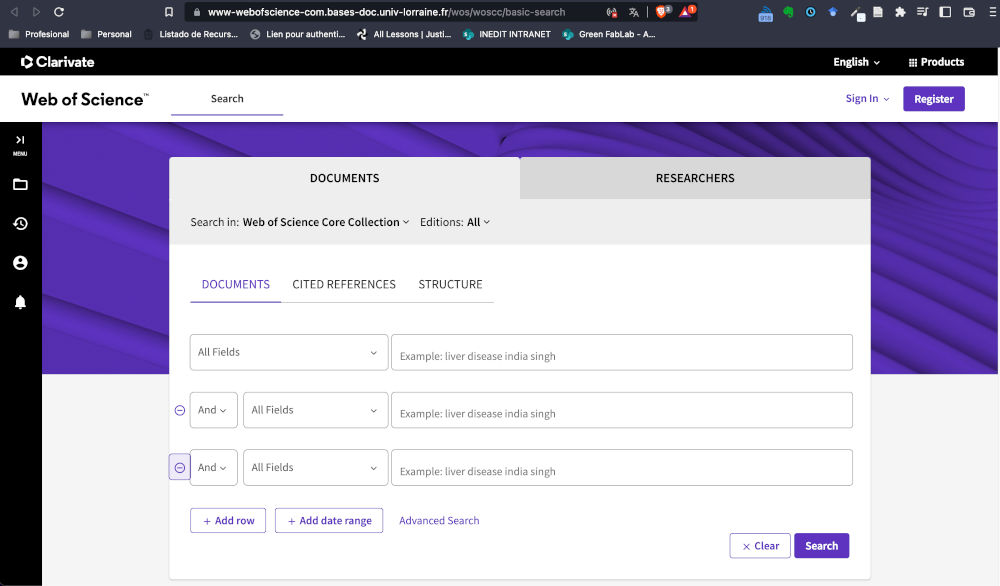 www-webofscience-com.bases-doc.univ-lorraine.fr/wos/woscc/basic-search
918
3
1
Profesional Personal Listado de Recurs... Lien pour authenti... All Lessons | Justi... INEDIT INTRANET Green FabLab - A...
Clarivate English Products
Web of Science™ Search Sign In Register
MENU
DOCUMENTS RESEARCHERS
Search in: Web of Science Core Collection Editions: All
DOCUMENTS CITED REFERENCES STRUCTURE
All Fields Example: liver disease india singh
And All Fields Example: liver disease india singh
And All Fields Example: liver disease india singh
+ Add row + Add date range Advanced Search
× Clear Search